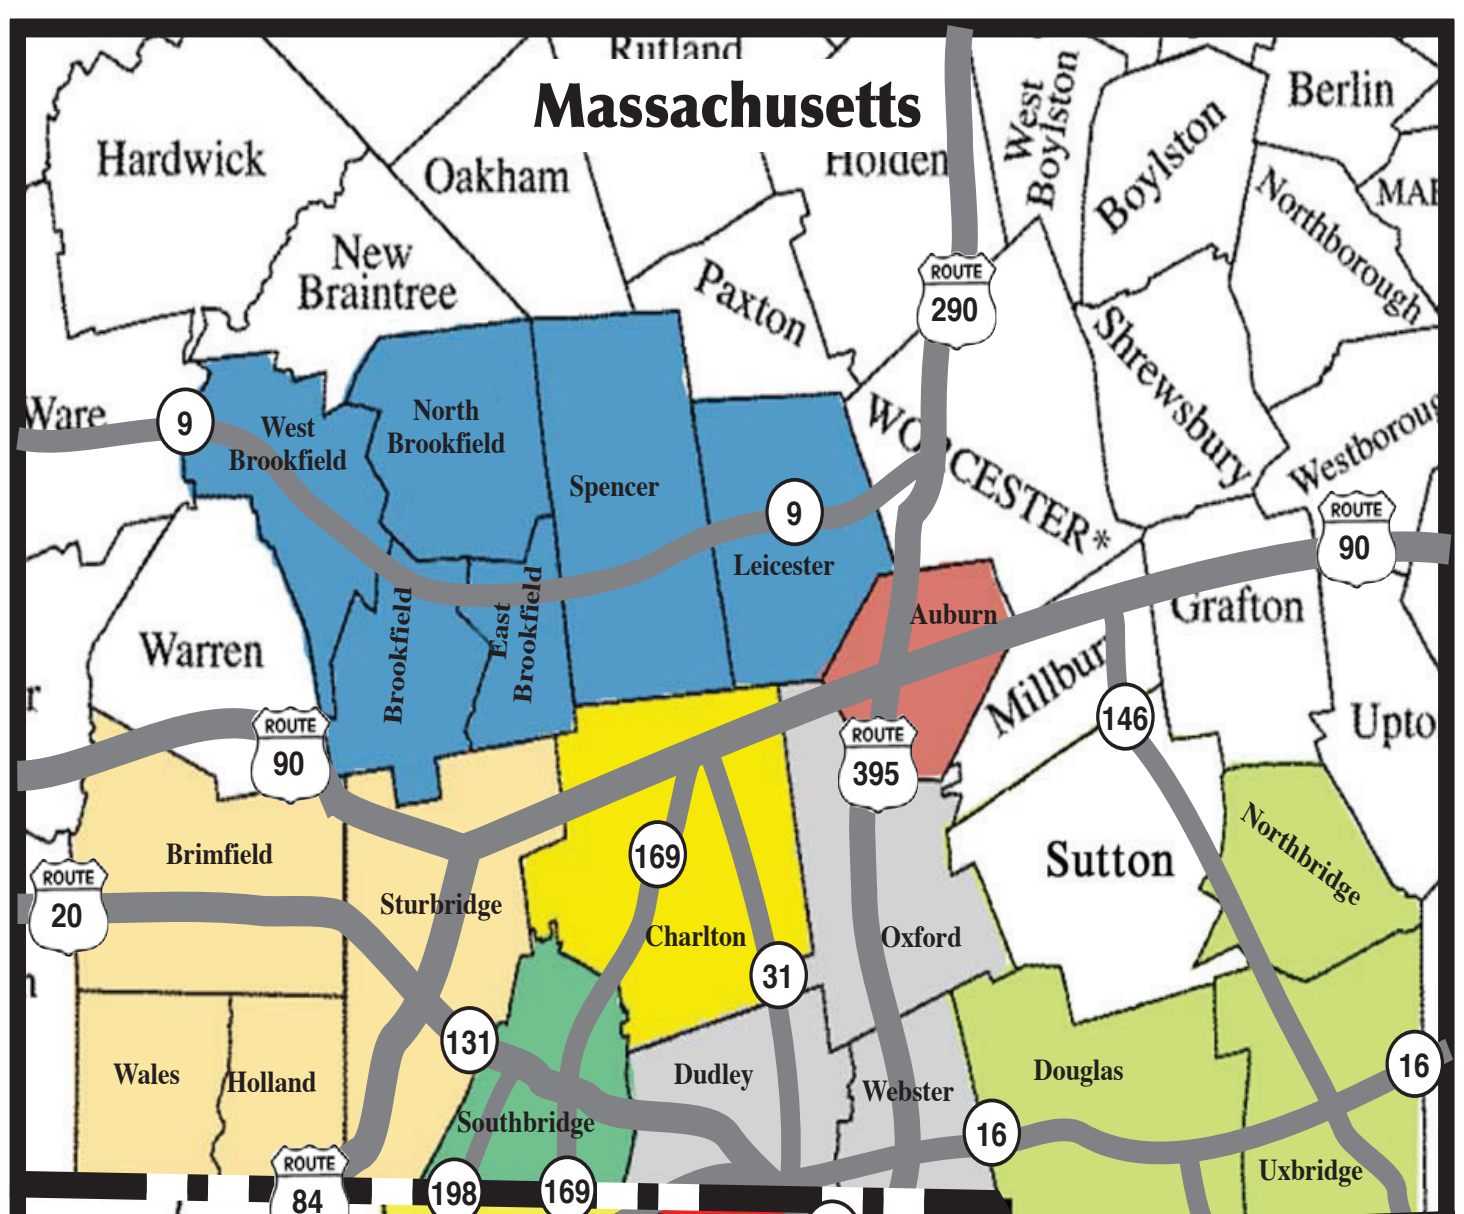 Rutland
Massachusetts
West
Boylston
Boylston
Berlin
Hardwick
Oakham
Holden
Northborough
New
Braintree
Paxton
ROUTE
290
Shrewsbury
Ware
9
West
Brookfield
North
Brookfield
Spencer
9
Leicester
WORCESTER*
Westboroug
ROUTE
90
Warren
Brookfield
East
Brookfield
Auburn
Grafton
Millbur
146
Upto
r
ROUTE
90
ROUTE
395
Brimfield
169
Sutton
Northbridge
ROUTE
20
Sturbridge
Charlton
31
Oxford
n
131
Wales
Holland
Dudley
Webster
Douglas
16
16
Southbridge
Uxbridge
ROUTE
84
198
169